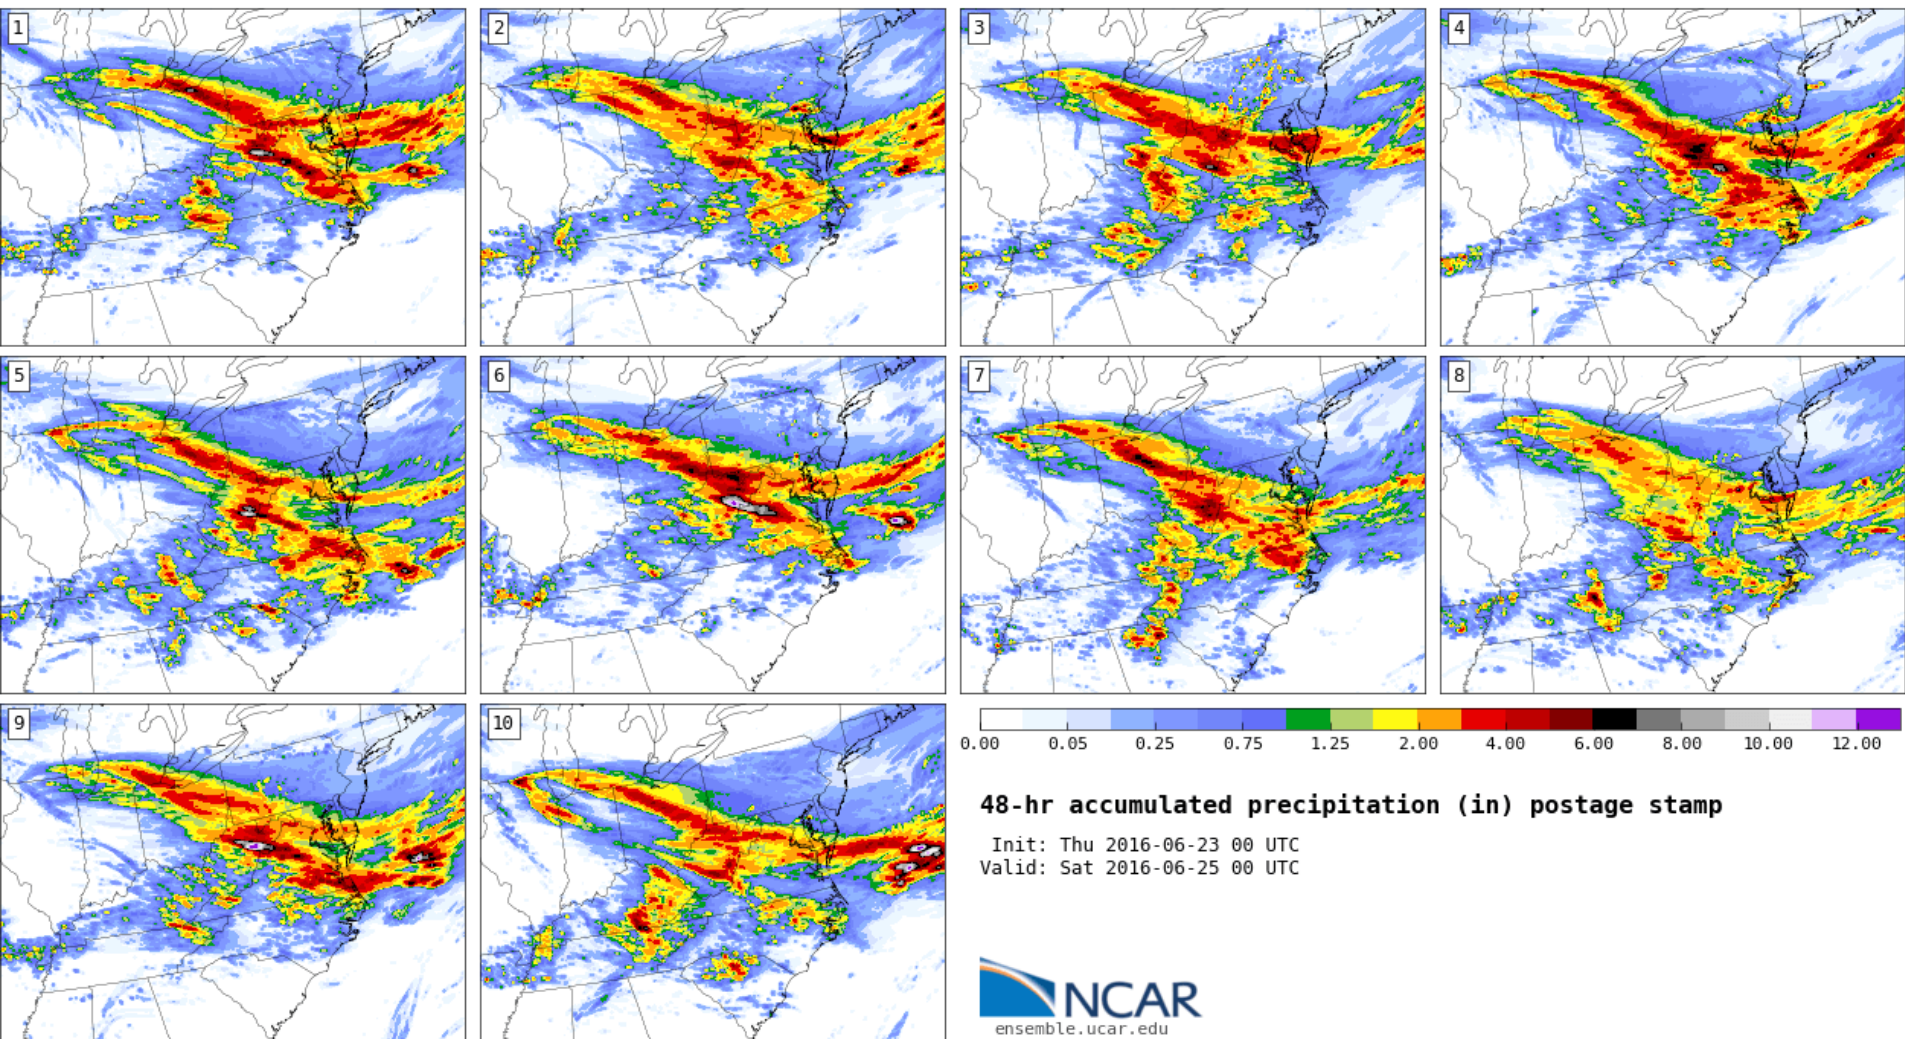 1
2
3
4
5
6
7
8
9
10
0.00 0.05 0.25 0.75 1.25 2.00 4.00 6.00 8.00 10.00 12.00
48-hr accumulated precipitation (in) postage stamp
Init: Thu 2016-06-23 00 UTC
Valid: Sat 2016-06-25 00 UTC
NCAR
ensemble.ucar.edu